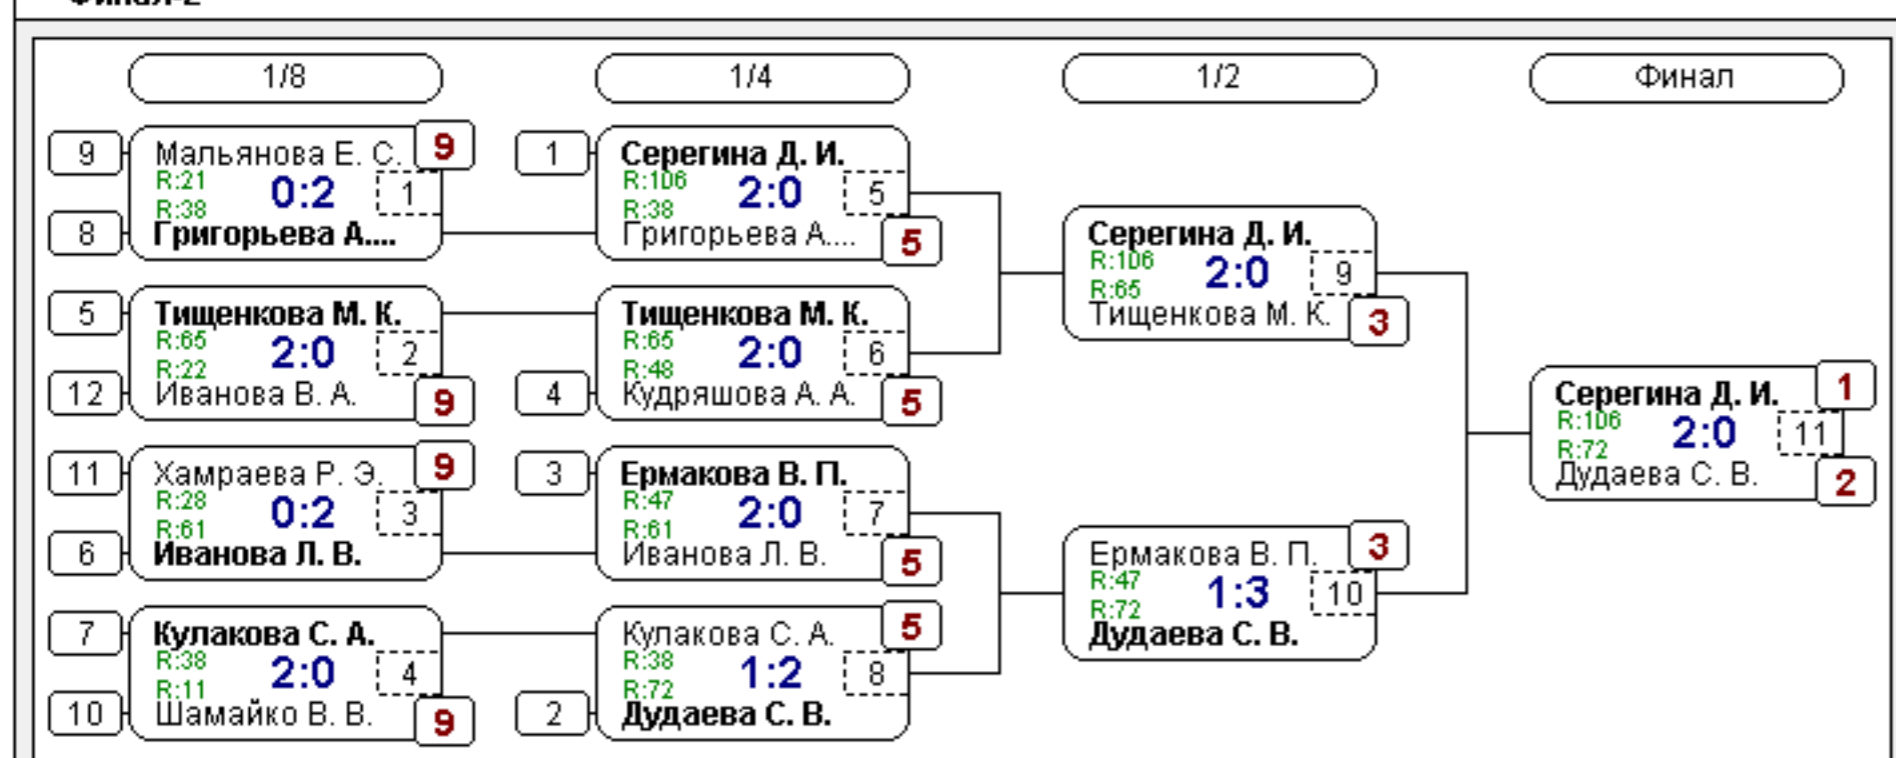 Финал-2
1/8
1/4
1/2
Финал
9
Мальянова Е. С.
9
R:21
0:2
1
R:38
8
Григорьева А....
5
Тищенкова М. К.
R:65
2:0
2
R:22
12
Иванова В. А.
9
11
Хамраева Р. Э.
9
R:28
0:2
3
R:61
6
Иванова Л. В.
7
Кулакова С. А.
R:38
2:0
4
R:11
10
Шамайко В. В.
9
1
Серегина Д. И.
R:106
2:0
5
R:38
Григорьева А....
5
Тищенкова М. К.
R:65
2:0
6
R:48
4
Кудряшова А. А.
5
3
Ермакова В. П.
R:47
2:0
7
R:61
Иванова Л. В.
5
Кулакова С. А.
5
R:38
1:2
8
R:72
2
Дудаева С. В.
Серегина Д. И.
R:106
2:0
9
R:65
Тищенкова М. К.
3
Ермакова В. П.
3
R:47
1:3
10
R:72
Дудаева С. В.
Серегина Д. И.
1
R:106
2:0
11
R:72
Дудаева С. В.
2